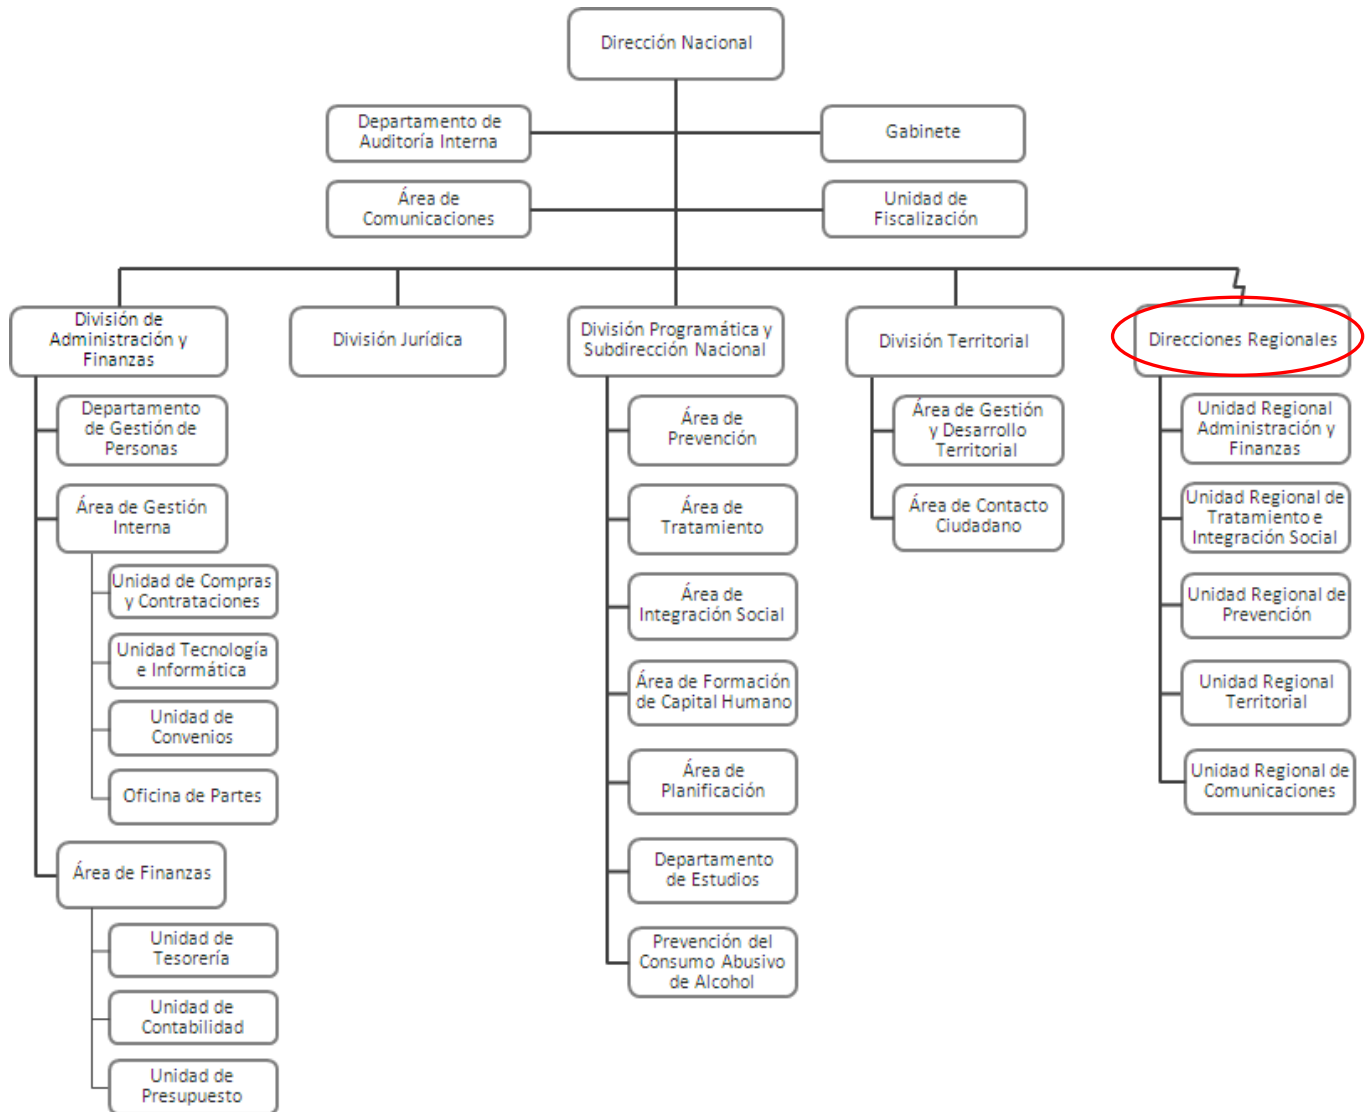 Dirección Nacional
Departamento de
Auditoría Interna
Gabinete
Área de
Comunicaciones
Unidad de
Fiscalización
División de
Administración y
Finanzas
División Jurídica
División Programática y
Subdirección Nacional
División Territorial
Direcciones Regionales
Departamento
de Gestión de
Personas
Área de Gestión
Interna
Unidad de Compras
y Contrataciones
Unidad Tecnología
e Informática
Unidad de
Convenios
Oficina de Partes
Área de Finanzas
Unidad de
Tesorería
Unidad de
Contabilidad
Unidad de
Presupuesto
Área de
Prevención
Área de
Tratamiento
Área de
Integración Social
Área de Formación
de Capital Humano
Área de
Planificación
Departamento
de Estudios
Prevención del
Consumo Abusivo
de Alcohol
Área de Gestión
y Desarrollo
Territorial
Área de Contacto
Ciudadano
Unidad Regional
Administración y
Finanzas
Unidad Regional de
Tratamiento e
Integración Social
Unidad Regional de
Prevención
Unidad Regional
Territorial
Unidad Regional de
Comunicaciones